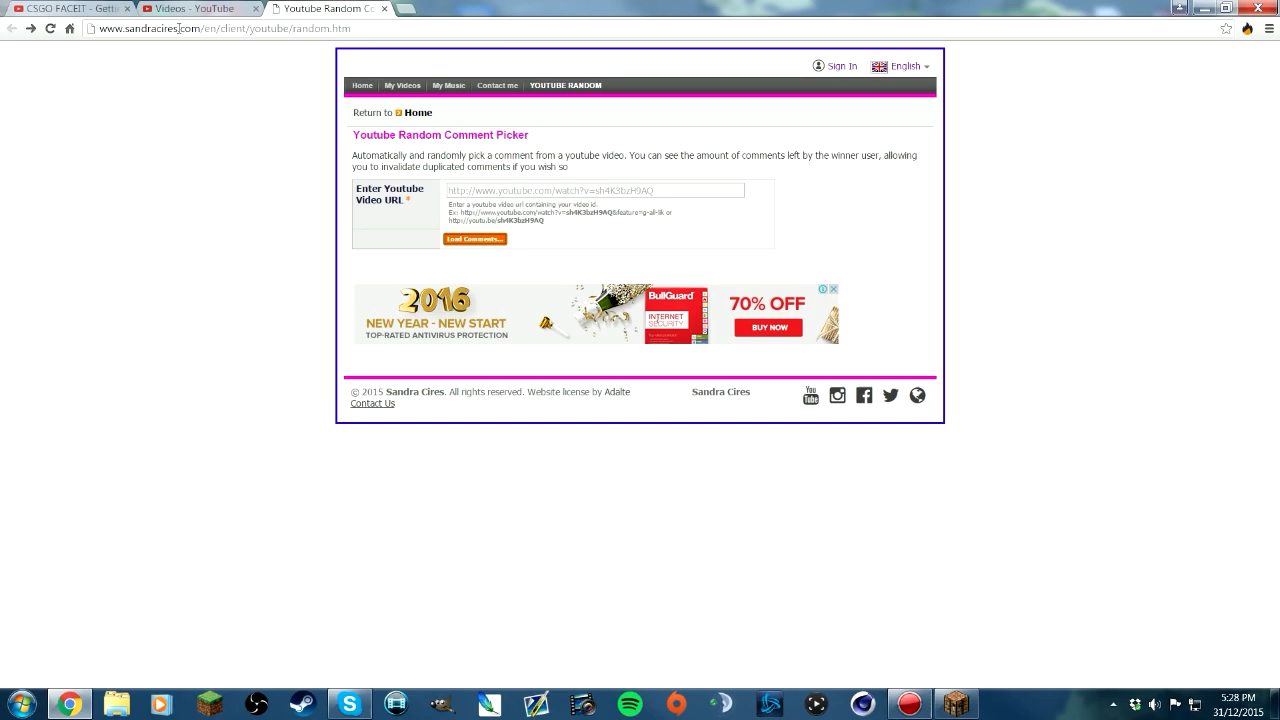 CSGO FACEIT - Getti
Videos - YouTube
Youtube Random Co
www.sandracires.com/en/client/youtube/random.htm
Sign In
English
Home
My Videos
My Music
Contact me
YOUTUBE RANDOM
Return to Home
Youtube Random Comment Picker
Automatically and randomly pick a comment from a youtube video. You can see the amount of comments left by the winner user, allowing
you to invalidate duplicated comments if you wish so
Enter Youtube
Video URL *
http://www.youtube.com/watch?v=sh4K3bzH9AQ
Enter a youtube video url containing your video id.
Ex: http://www.youtube.com/watch?v=sh4K3bzH9AQ&feature=g-all-lik or
http://youtu.be/sh4K3bzH9AQ
Load Comments...
2016
NEW YEAR - NEW START
TOP-RATED ANTIVIRUS PROTECTION
BullGuard
INTERNET
SECURITY
70% OFF
BUY NOW
© 2015 Sandra Cires. All rights reserved. Website license by Adalte
Contact Us
Sandra Cires
You
Tube
5:28 PM
31/12/2015